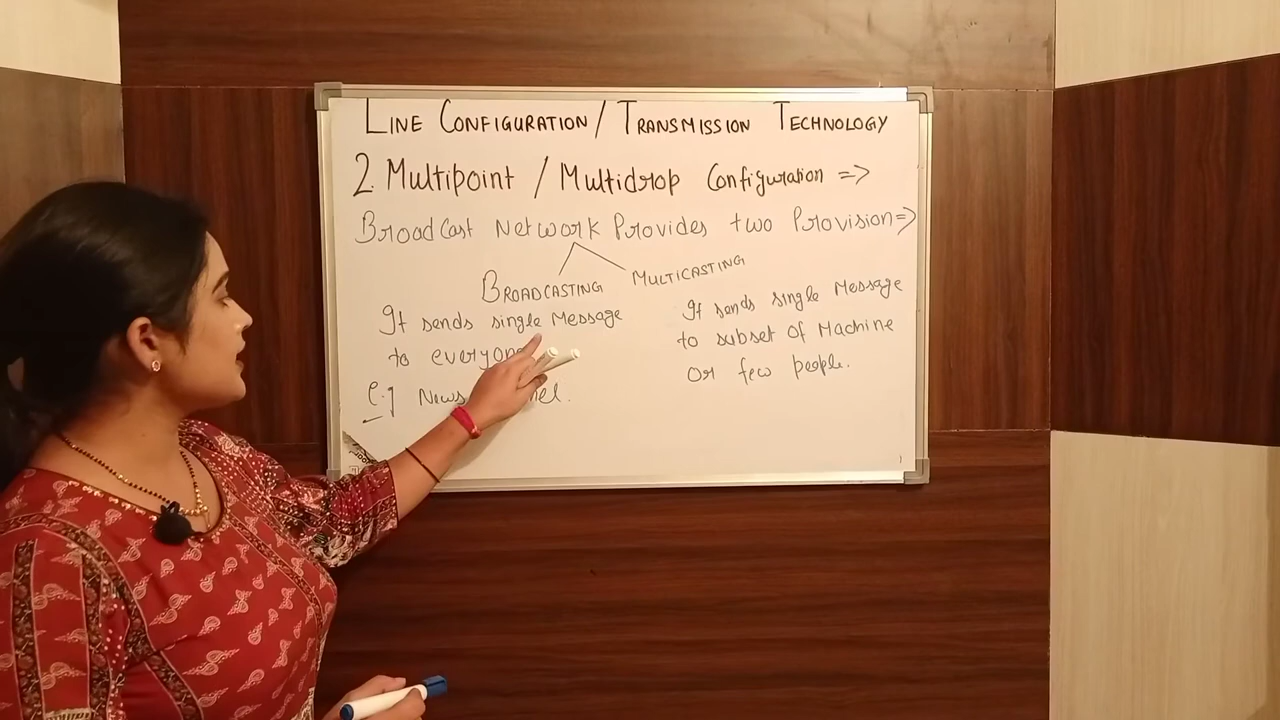 LINE CONFIGURATION / TRANSMISSION TECHNOLOGY
2. Multipoint / Multidrop Configuration =>
BroadCast Network Provides two Provision =>
BROADCASTING
MULTICASTING
It sends single Message
to everyone
e.g News
It sends single Message
to subset of Machine
or few people.